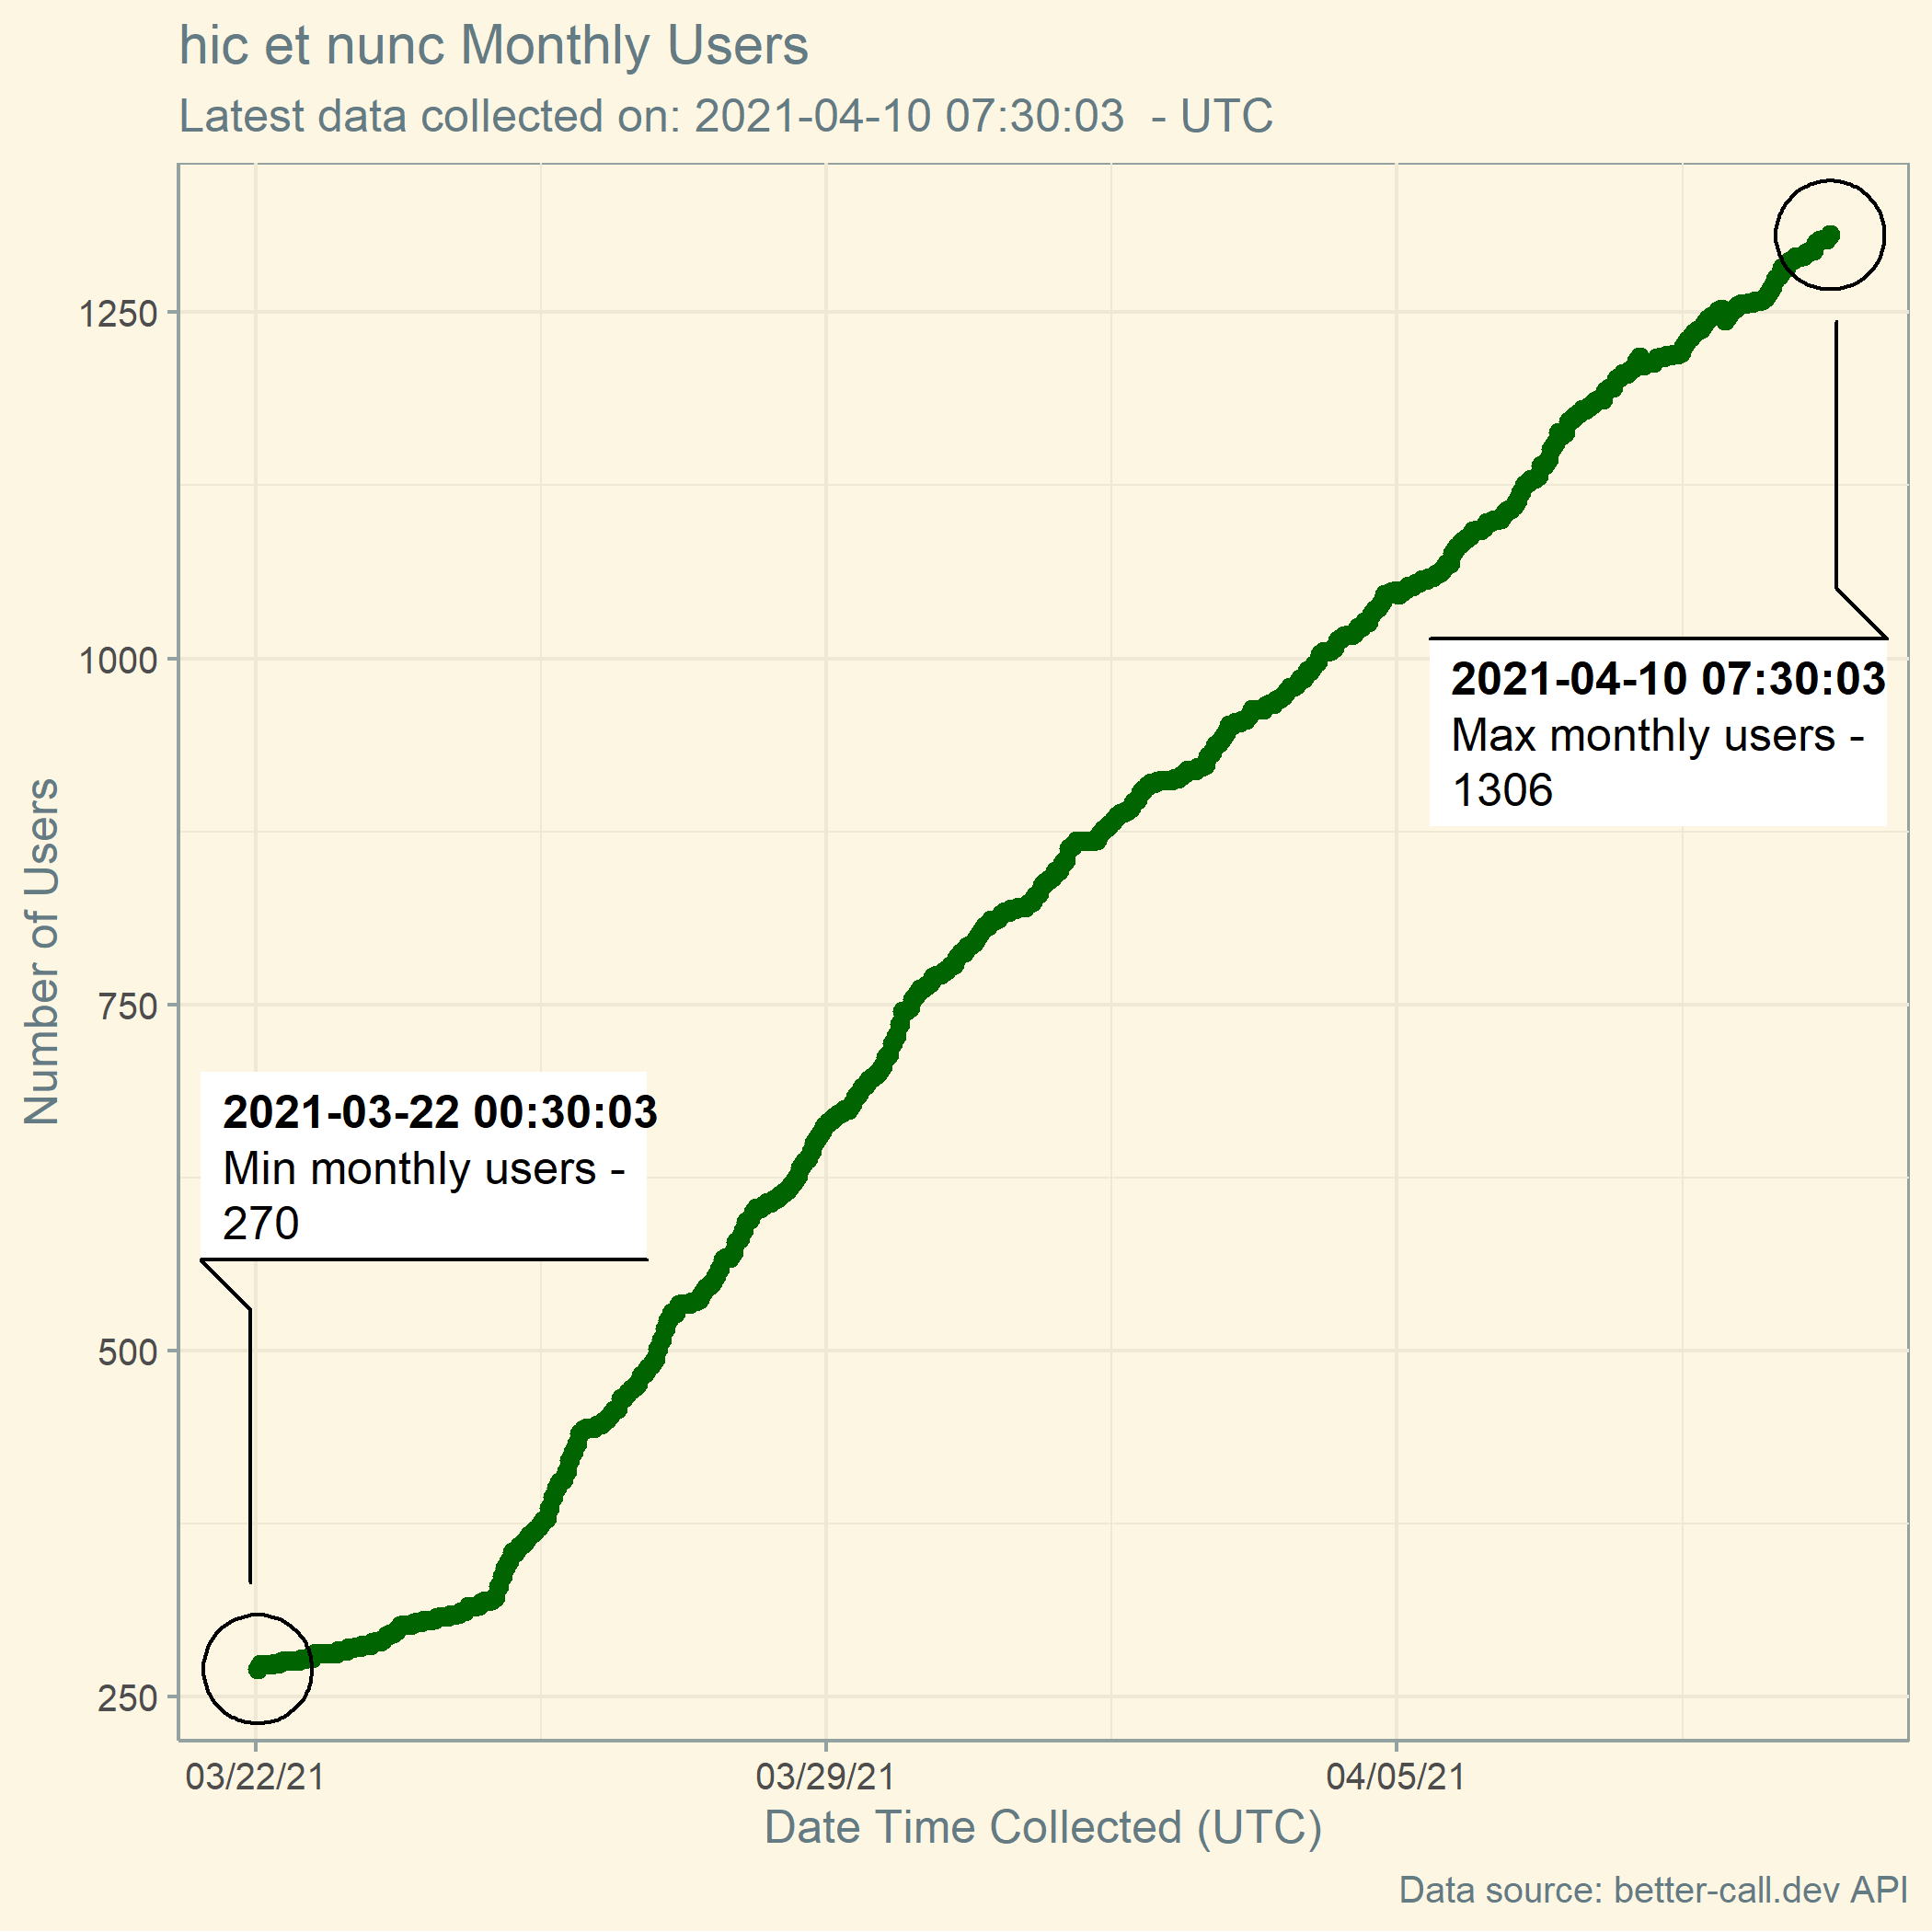 hic et nunc Monthly Users
Latest data collected on: 2021-04-10 07:30:03  - UTC
1250
1000
750
500
250
Number of Users
2021-04-10 07:30:03
Max monthly users -
1306
2021-03-22 00:30:03
Min monthly users -
270
03/22/21
03/29/21
04/05/21
Date Time Collected (UTC)
Data source: better-call.dev API